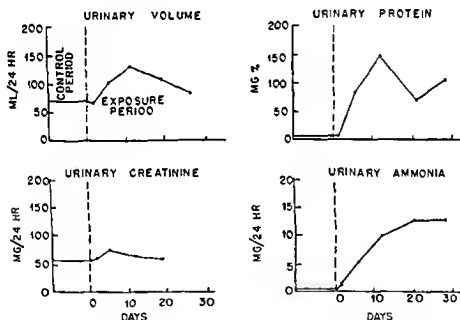 URINARY VOLUME
ML/24 HR
200
150
100
50
0
CONTROL
PERIOD
EXPOSURE
PERIOD
URINARY PROTEIN
MG %
200
150
100
50
0
URINARY CREATININE
MG/24 HR
200
150
100
50
0
0 10 20 30
DAYS
URINARY AMMONIA
MG/24 HR
15
10
5
0
0 10 20 30
DAYS